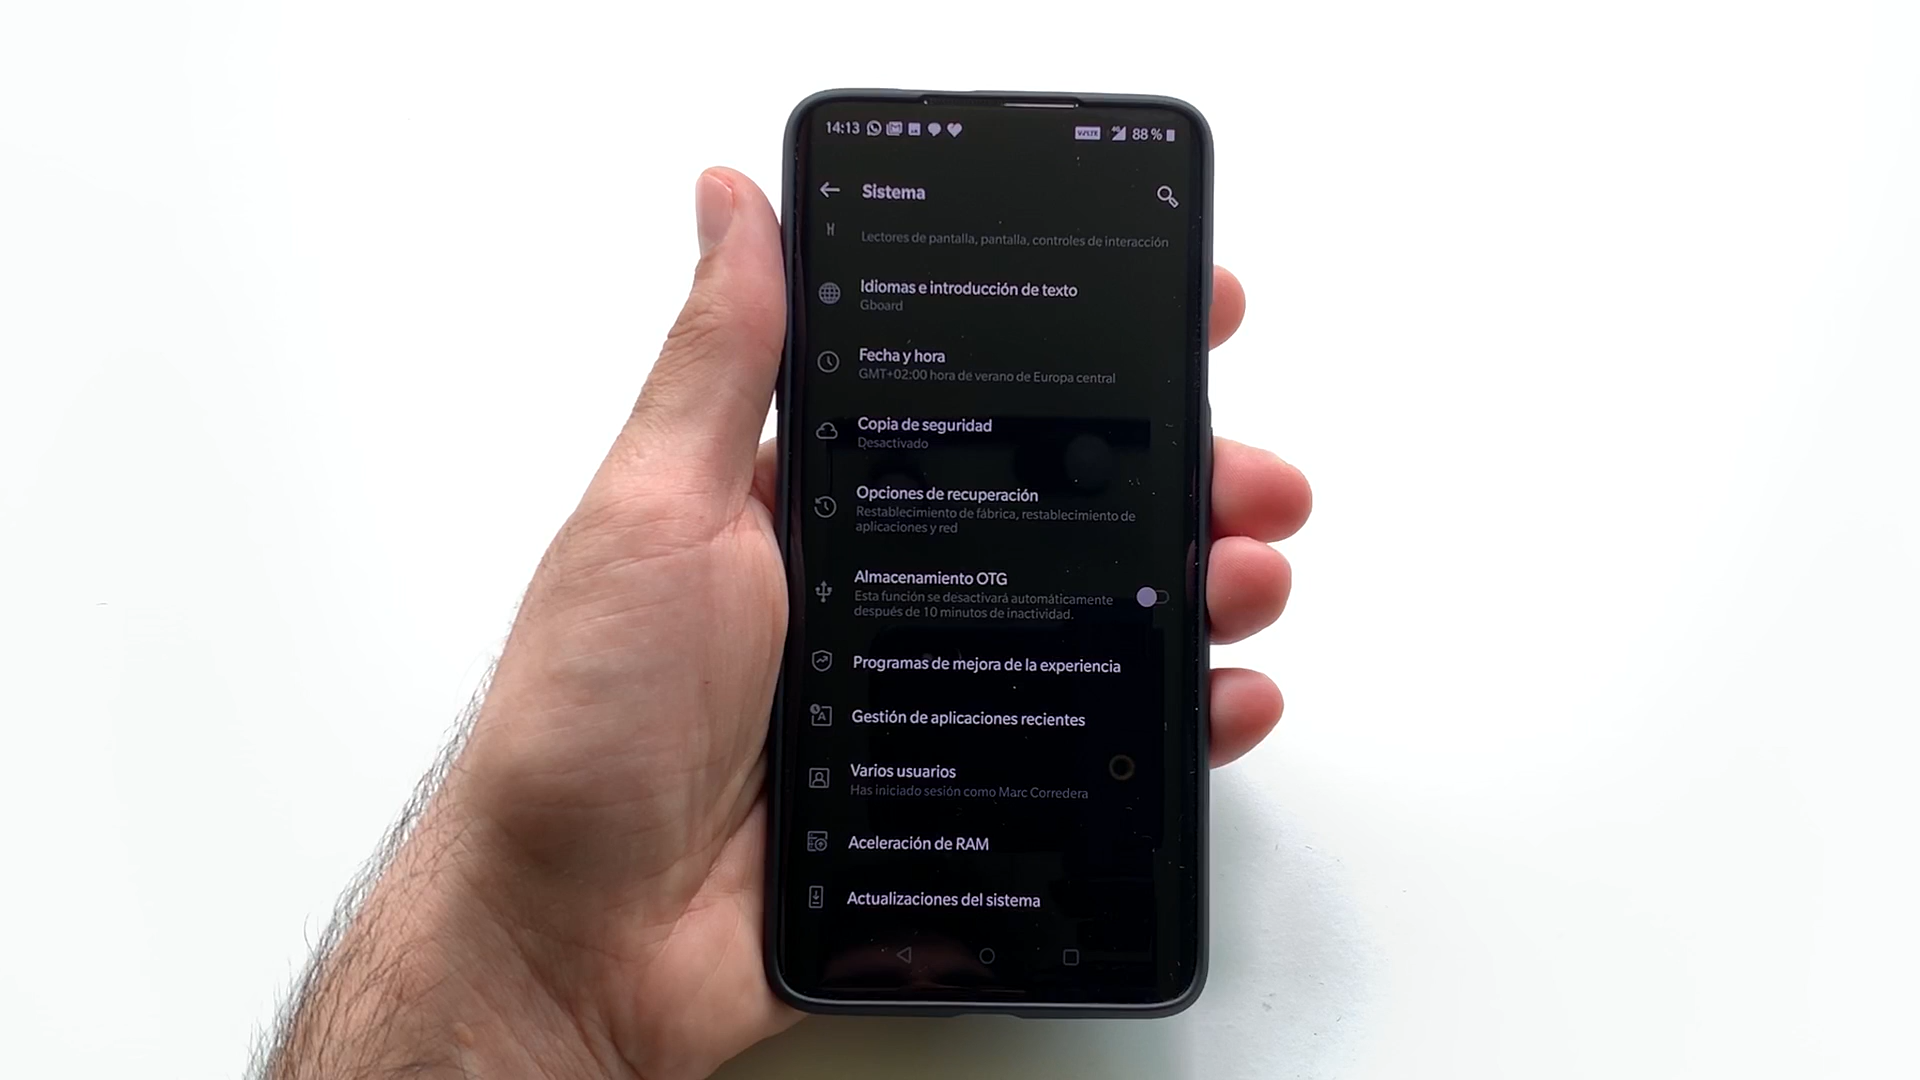 14:13
VoLTE 4G 88 %
Sistema
Lectores de pantalla, pantalla, controles de interacción
Idiomas e introducción de texto
Gboard
Fecha y hora
GMT+02:00 hora de verano de Europa central
Copia de seguridad
Desactivado
Opciones de recuperación
Restablecimiento de fábrica, restablecimiento de
aplicaciones y red
Almacenamiento OTG
Esta función se desactivará automáticamente
después de 10 minutos de inactividad.
Programas de mejora de la experiencia
Gestión de aplicaciones recientes
Varios usuarios
Has iniciado sesión como Marc Corredera
Aceleración de RAM
Actualizaciones del sistema